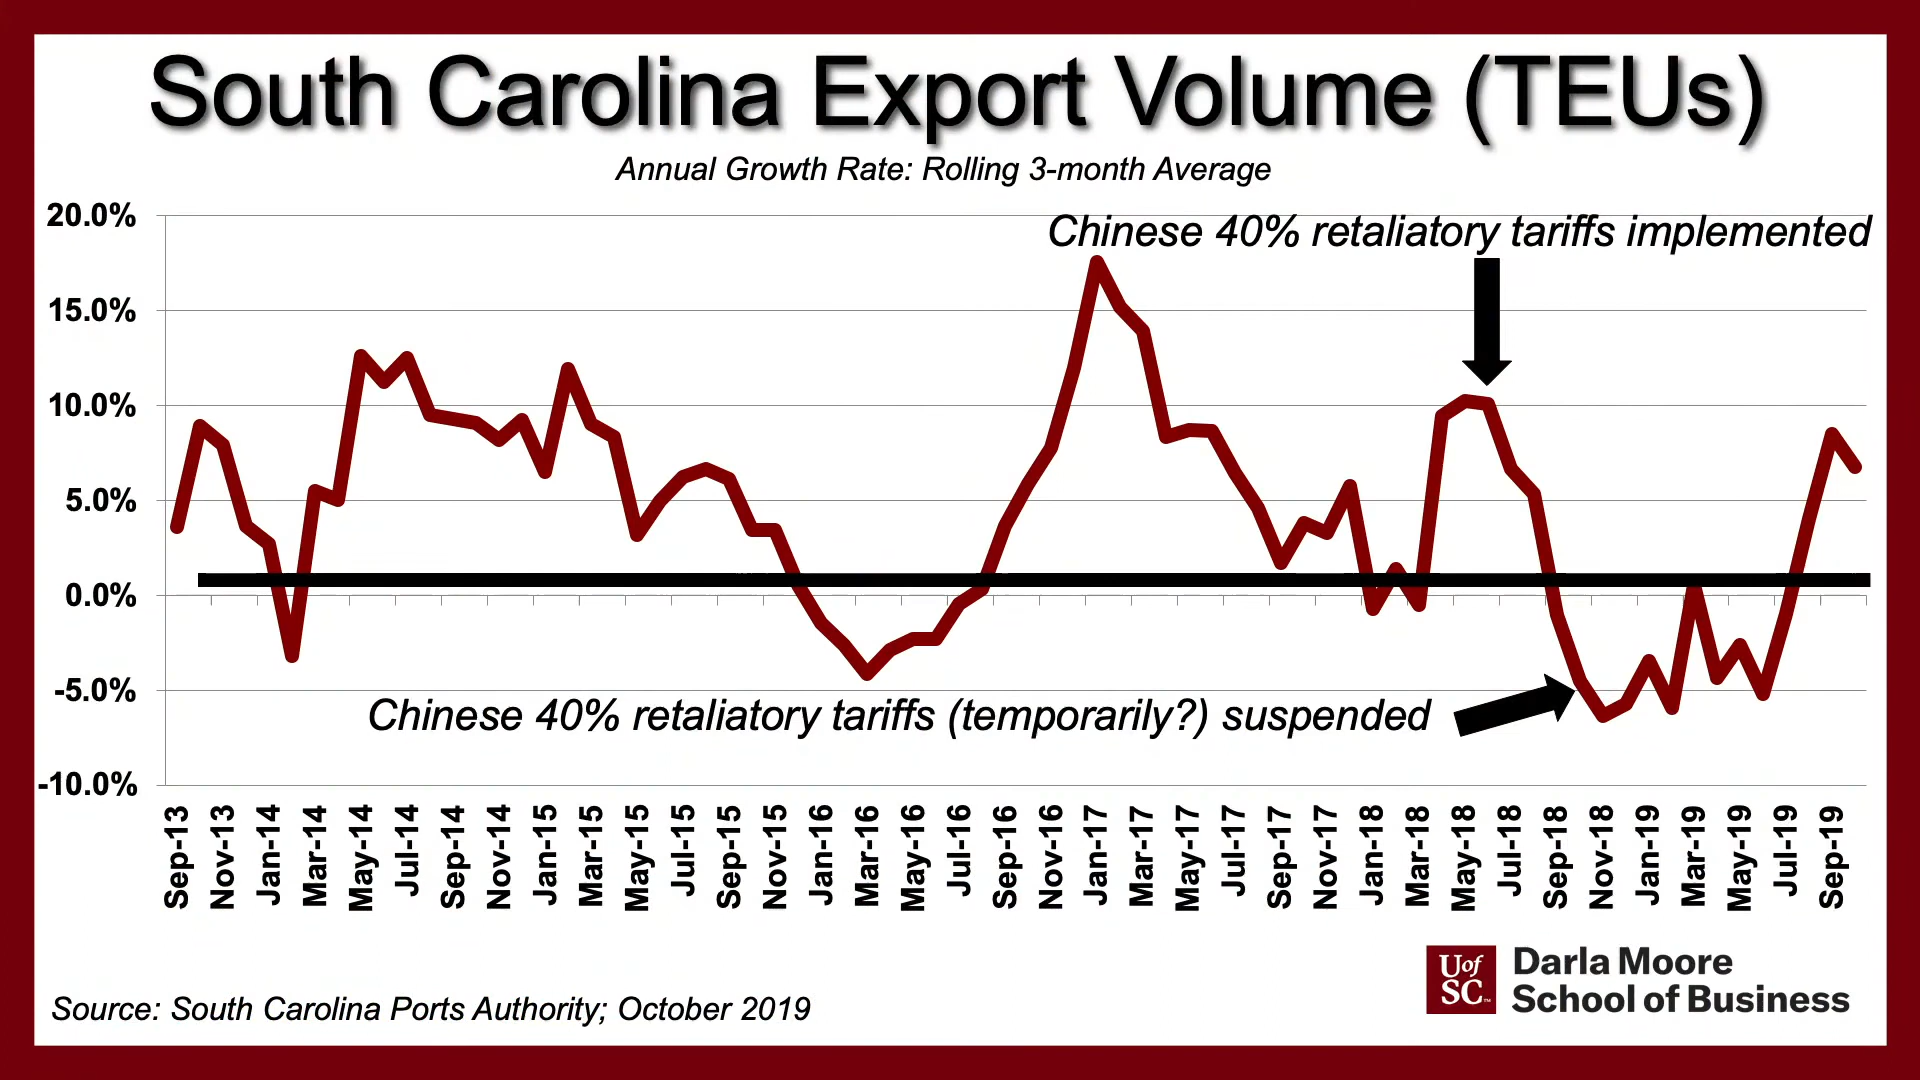 South Carolina Export Volume (TEUs)
Annual Growth Rate: Rolling 3-month Average
20.0%
Chinese 40% retaliatory tariffs implemented
15.0%
10.0%
5.0%
0.0%
-5.0%
Chinese 40% retaliatory tariffs (temporarily?) suspended
-10.0%
Sep-13
Nov-13
Jan-14
Mar-14
May-14
Jul-14
Sep-14
Nov-14
Jan-15
Mar-15
May-15
Jul-15
Sep-15
Nov-15
Jan-16
Mar-16
May-16
Jul-16
Sep-16
Nov-16
Jan-17
Mar-17
May-17
Jul-17
Sep-17
Nov-17
Jan-18
Mar-18
May-18
Jul-18
Sep-18
Nov-18
Jan-19
Mar-19
May-19
Jul-19
Sep-19
UofSC™
Darla Moore
School of Business
Source: South Carolina Ports Authority; October 2019